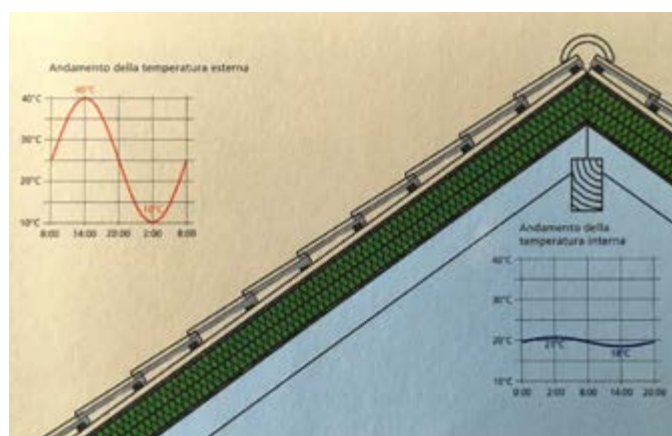 Andamento della temperatura esterna
40°C
40°C
30°C
20°C
10°C
10°C
8:00 14:00 20:00 2:00 8:00
Andamento della
temperatura interna
40°C
30°C
20°C
21°C
18°C
10°C
2:00 8:00 14:00 20:00